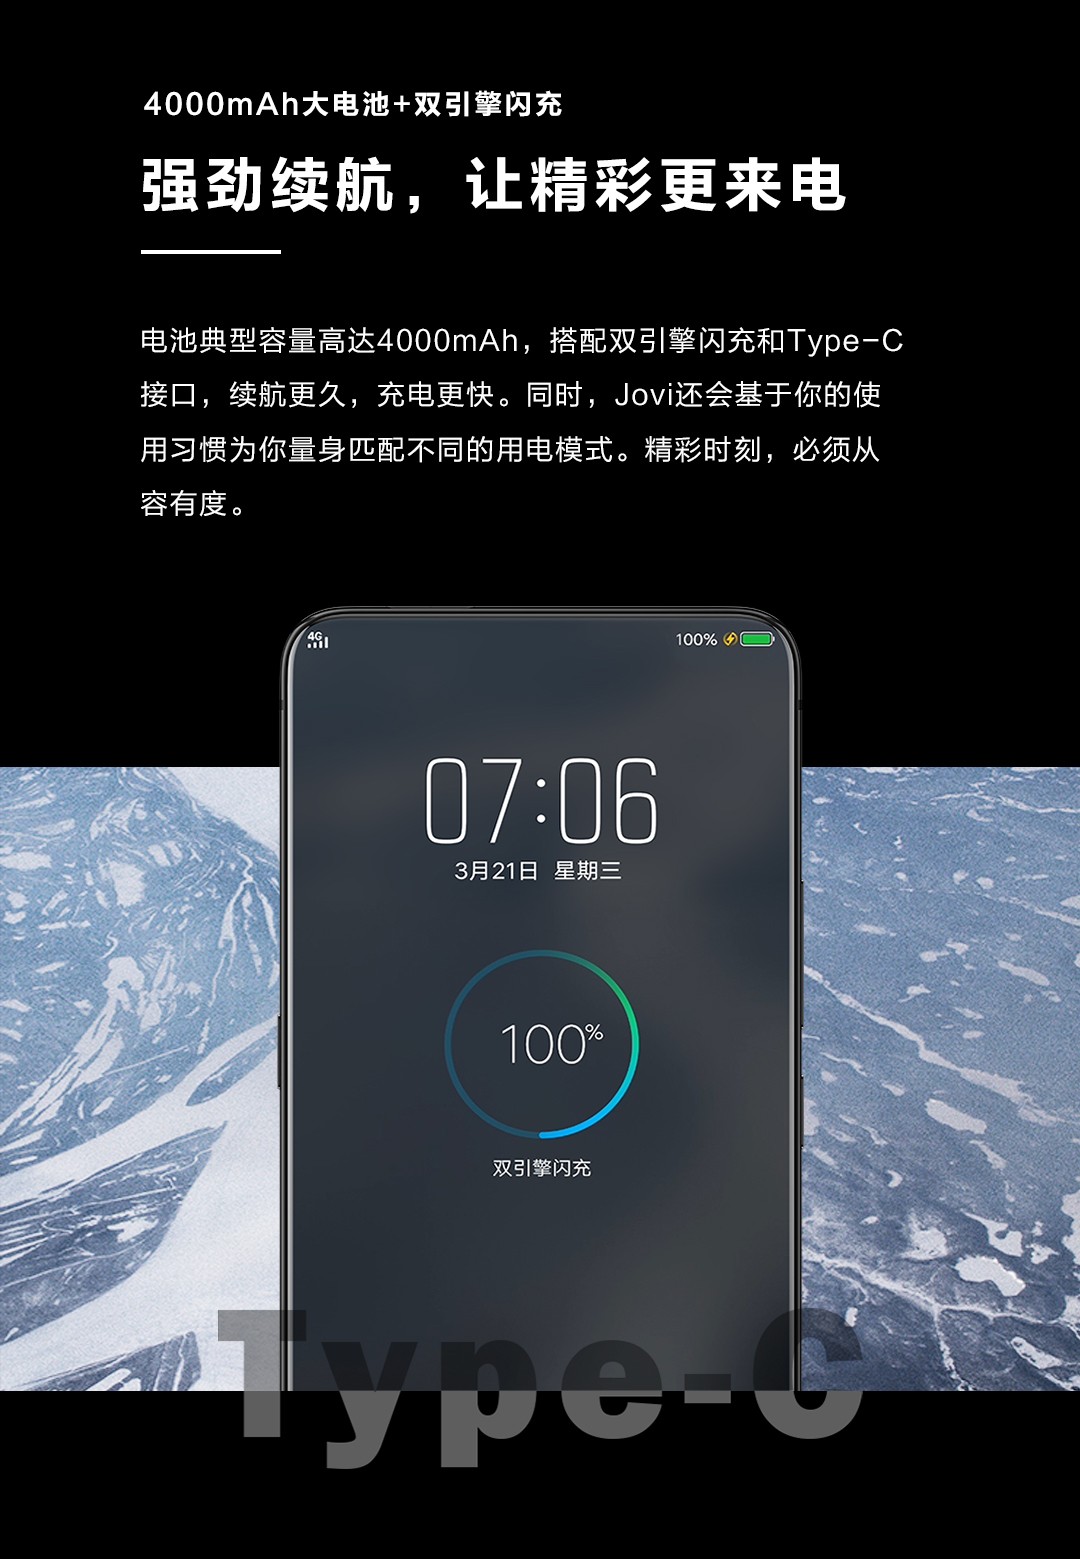 4000mAh大电池+双引擎闪充
强劲续航，让精彩更来电
电池典型容量高达4000mAh，搭配双引擎闪充和Type-C
接口，续航更久，充电更快。同时，Jovi还会基于你的使
用习惯为你量身匹配不同的用电模式。精彩时刻，必须从
容有度。
4G
100%
07:06
3月21日 星期三
100%
双引擎闪充
Type-C